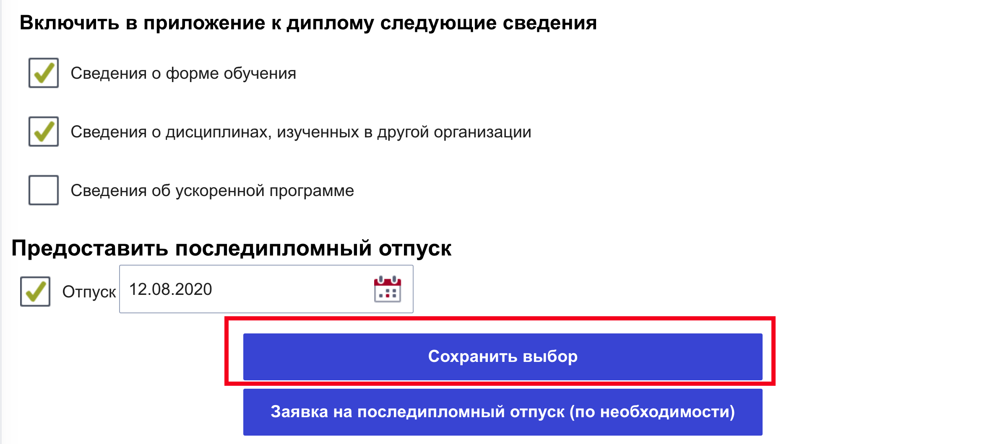 Включить в приложение к диплому следующие сведения
Сведения о форме обучения
Сведения о дисциплинах, изученных в другой организации
Сведения об ускоренной программе
Предоставить последипломный отпуск
Отпуск 12.08.2020
Сохранить выбор
Заявка на последипломный отпуск (по необходимости)